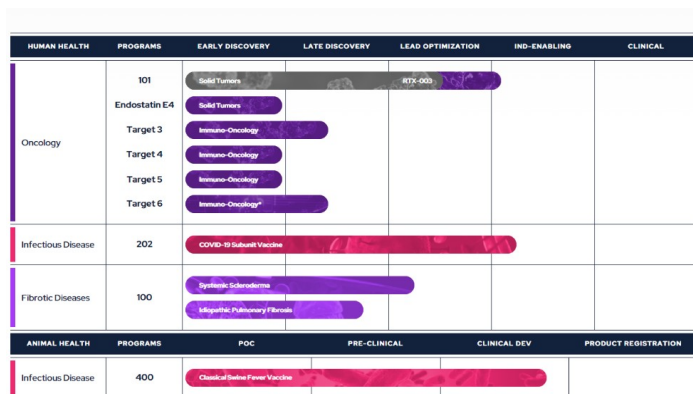 HUMAN HEALTH PROGRAMS EARLY DISCOVERY LATE DISCOVERY LEAD OPTIMIZATION IND-ENABLING CLINICAL
101 Solid Tumors RTX-003
Endostatin E4 Solid Tumors
Target 3 Immuno-Oncology
Oncology
Target 4 Immuno-Oncology
Target 5 Immuno-Oncology
Target 6 Immuno-Oncology*
Infectious Disease 202 COVID-19 Subunit Vaccine
Systemic Scleroderma
Fibrotic Diseases 100
Idiopathic Pulmonary Fibrosis
ANIMAL HEALTH PROGRAMS POC PRE-CLINICAL CLINICAL DEV PRODUCT REGISTRATION
Infectious Disease 400 Classical Swine Fever Vaccine